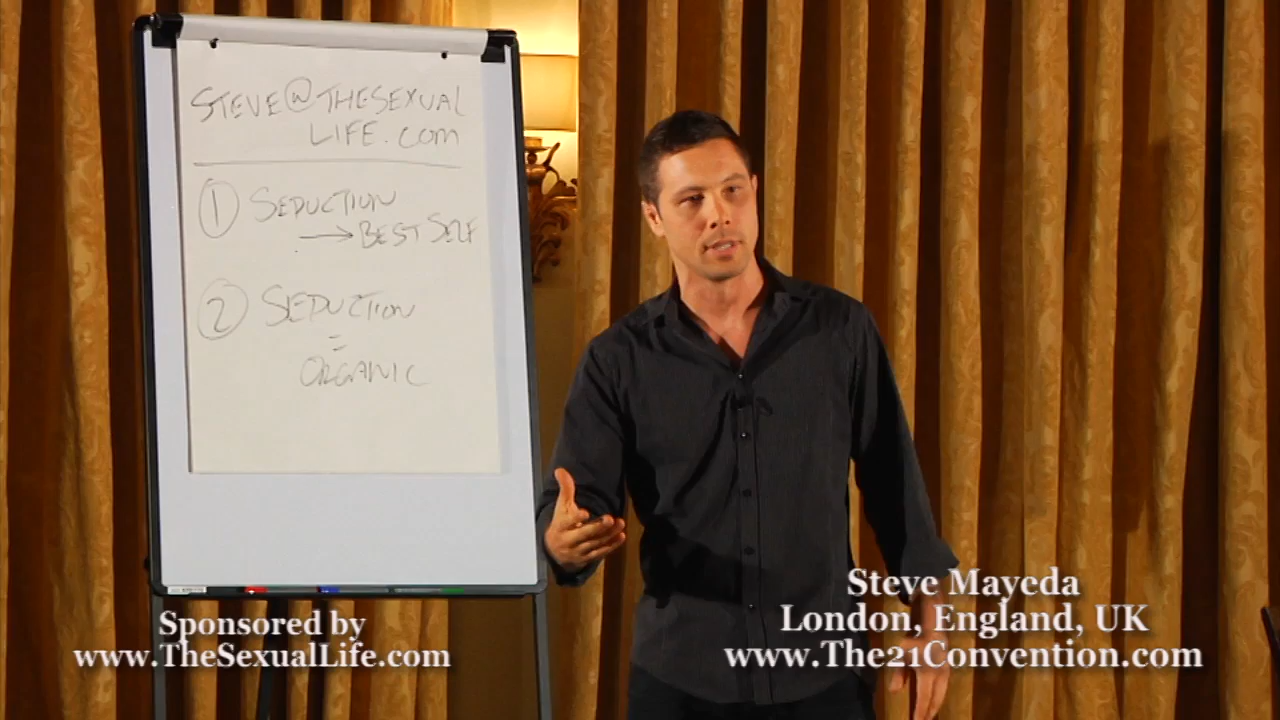 STEVE@THESEXUAL
LIFE.COM
1 SEDUCTION
→ BEST SELF
2 SEDUCTION
=
ORGANIC
Sponsored by
www.TheSexualLife.com
Steve Mayeda
London, England, UK
www.The21Convention.com